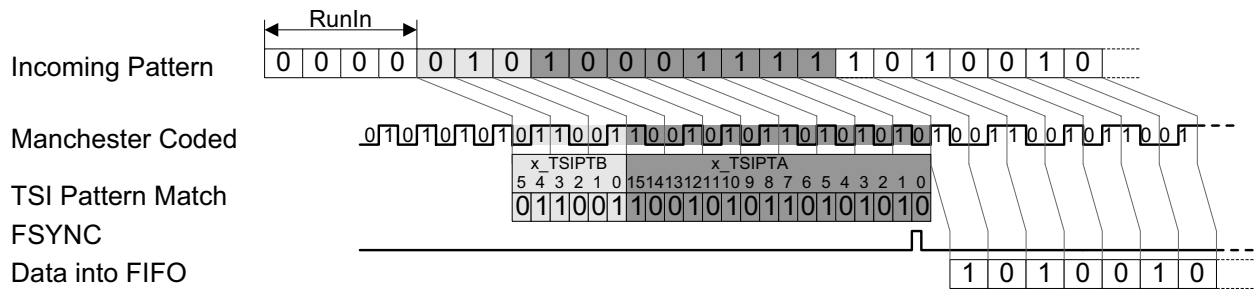 RunIn
Incoming Pattern 0 0 0 0 0 1 0 1 0 0 0 1 1 1 1 1 0 1 0 0 1 0
Manchester Coded 0 1 0 1 0 1 0 1 0 1 1 0 0 1 1 0 0 1 0 1 0 1 1 0 1 0 1 0 1 0 1 0 0 1 1 0 0 1 0 1 1 0 0 1
x_TSIPTB x_TSIPTA
5 4 3 2 1 0 15 14 13 12 11 10 9 8 7 6 5 4 3 2 1 0
TSI Pattern Match 0 1 1 0 0 1 1 0 0 1 0 1 0 1 1 0 1 0 1 0 1 0
FSYNC
Data into FIFO 1 0 1 0 0 1 0